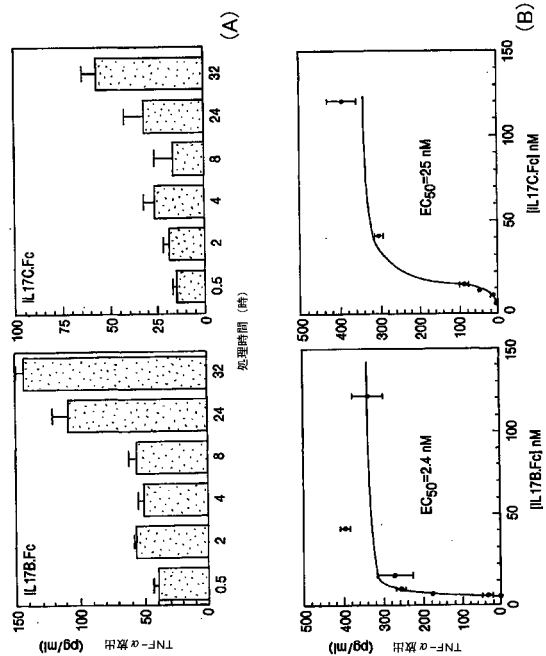 (A)
IL17B.Fc
150
100
50
0
TNF-α 放出
(pg/ml)
0.5 2 4 8 24 32
IL17C.Fc
100
75
50
25
0
0.5 2 4 8 24 32
処理時間 (時)
(B)
500
400
300
200
100
0
TNF-α 放出
(pg/ml)
EC50=2.4 nM
0 50 100 150
[IL17B.Fc] nM
500
400
300
200
100
0
EC50=25 nM
0 50 100 150
[IL17C.Fc] nM